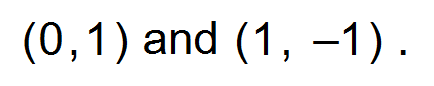 (0,1) and (1, –1) .